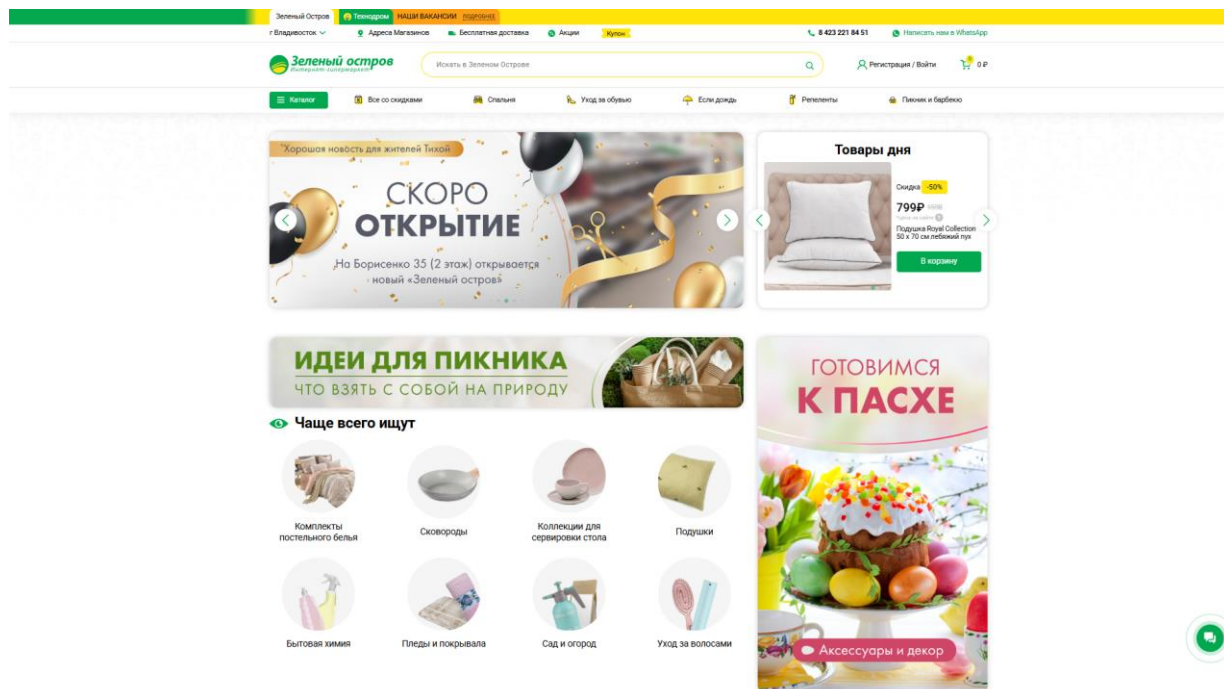 Зеленый Остров
Технодром
НАШИ ВАКАНСИИ ПОДРОБНЕЕ
г Владивосток
Адреса Магазинов
Бесплатная доставка
Акции
Купон
8 423 221 84 51
Написать нам в WhatsApp
Зеленый остров
Интернет-гипермаркет
Искать в Зеленом Острове
Регистрация / Войти
0
0 ₽
Каталог
Все со скидками
Спальня
Уход за обувью
Если дождь
Репелленты
Пикник и барбекю
"Хорошая новость для жителей Тихой
СКОРО
ОТКРЫТИЕ
На Борисенко 35 (2 этаж) открывается
новый «Зеленый остров»
Товары дня
Скидка -50%
799₽
Подушка Royal Collection
50 x 70 см лебяжий пух
В корзину
ИДЕИ ДЛЯ ПИКНИКА
ЧТО ВЗЯТЬ С СОБОЙ НА ПРИРОДУ
ГОТОВИМСЯ
К ПАСХЕ
Чаще всего ищут
Комплекты
постельного белья
Сковороды
Коллекции для
сервировки стола
Подушки
Бытовая химия
Пледы и покрывала
Сад и огород
Уход за волосами
Аксессуары и декор